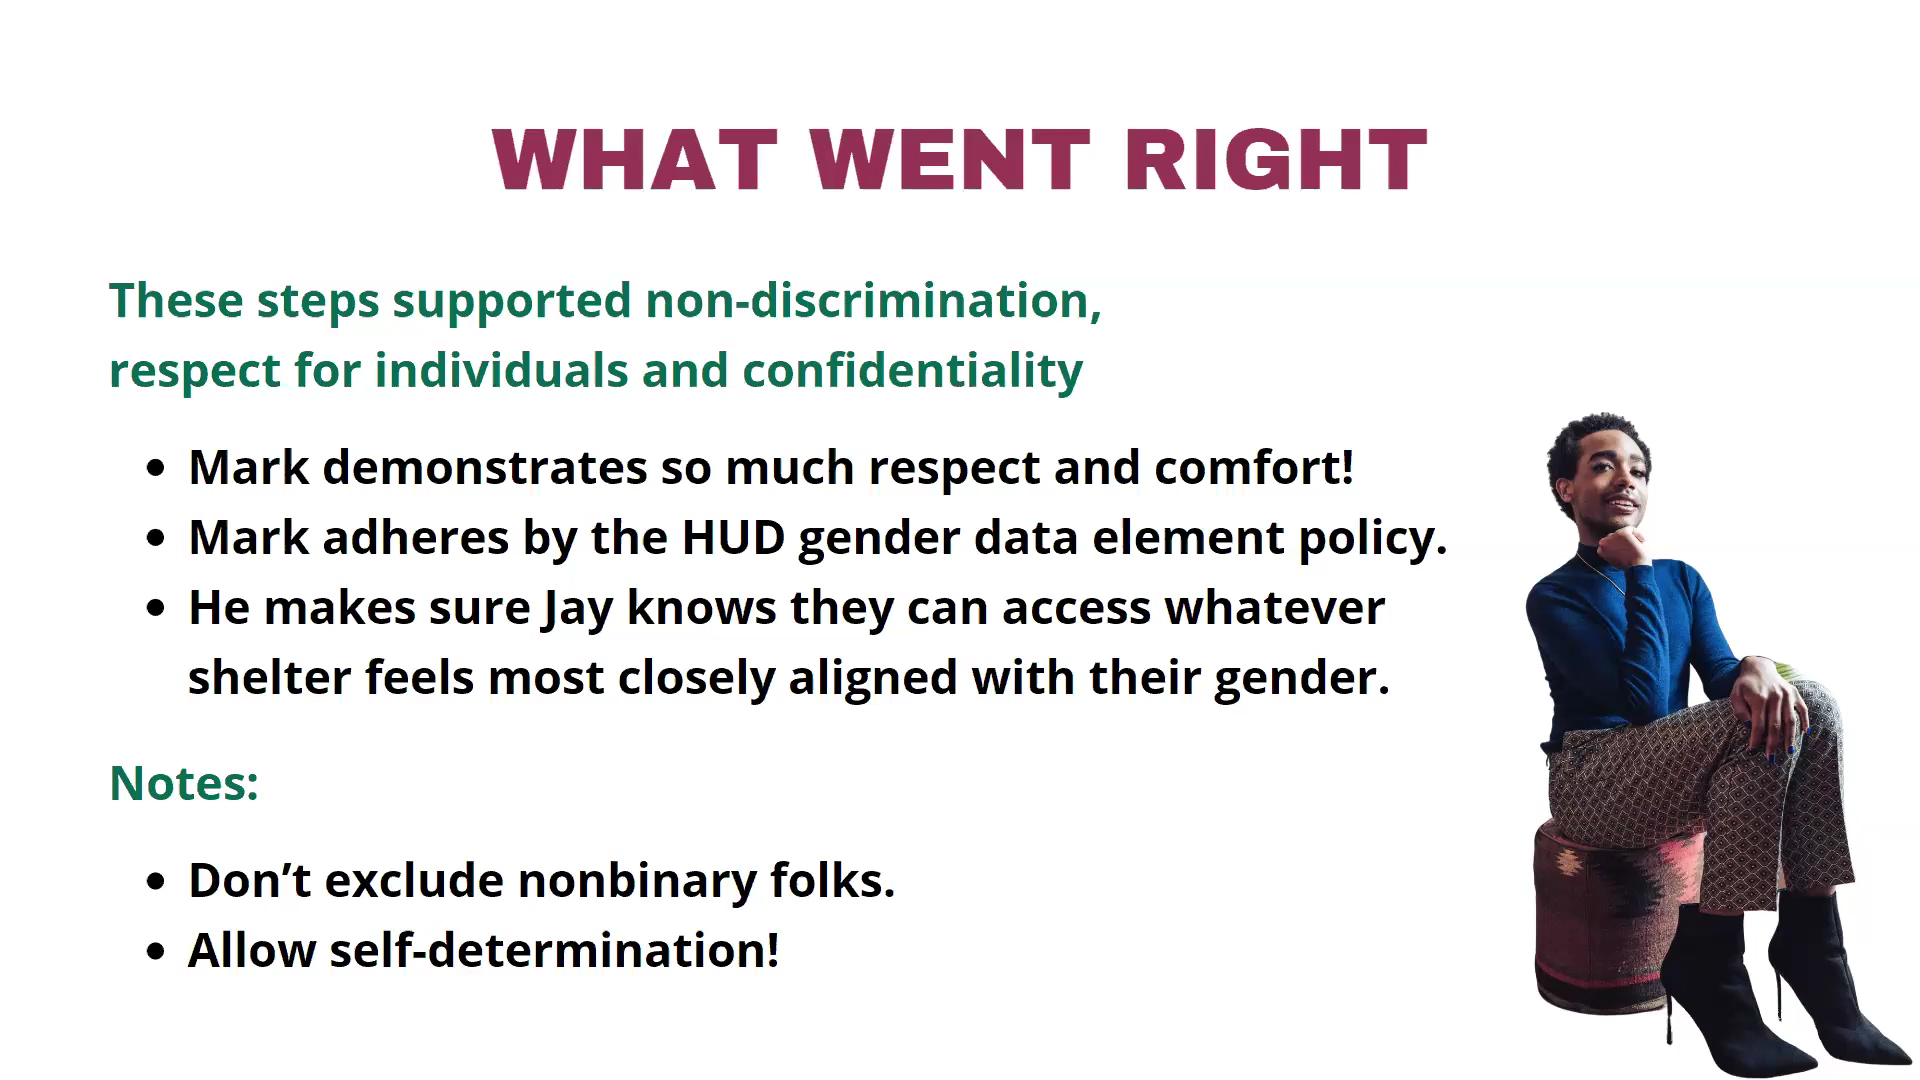 WHAT WENT RIGHT
These steps supported non-discrimination,
respect for individuals and confidentiality
• Mark demonstrates so much respect and comfort!
• Mark adheres by the HUD gender data element policy.
• He makes sure Jay knows they can access whatever
shelter feels most closely aligned with their gender.
Notes:
• Don’t exclude nonbinary folks.
• Allow self-determination!